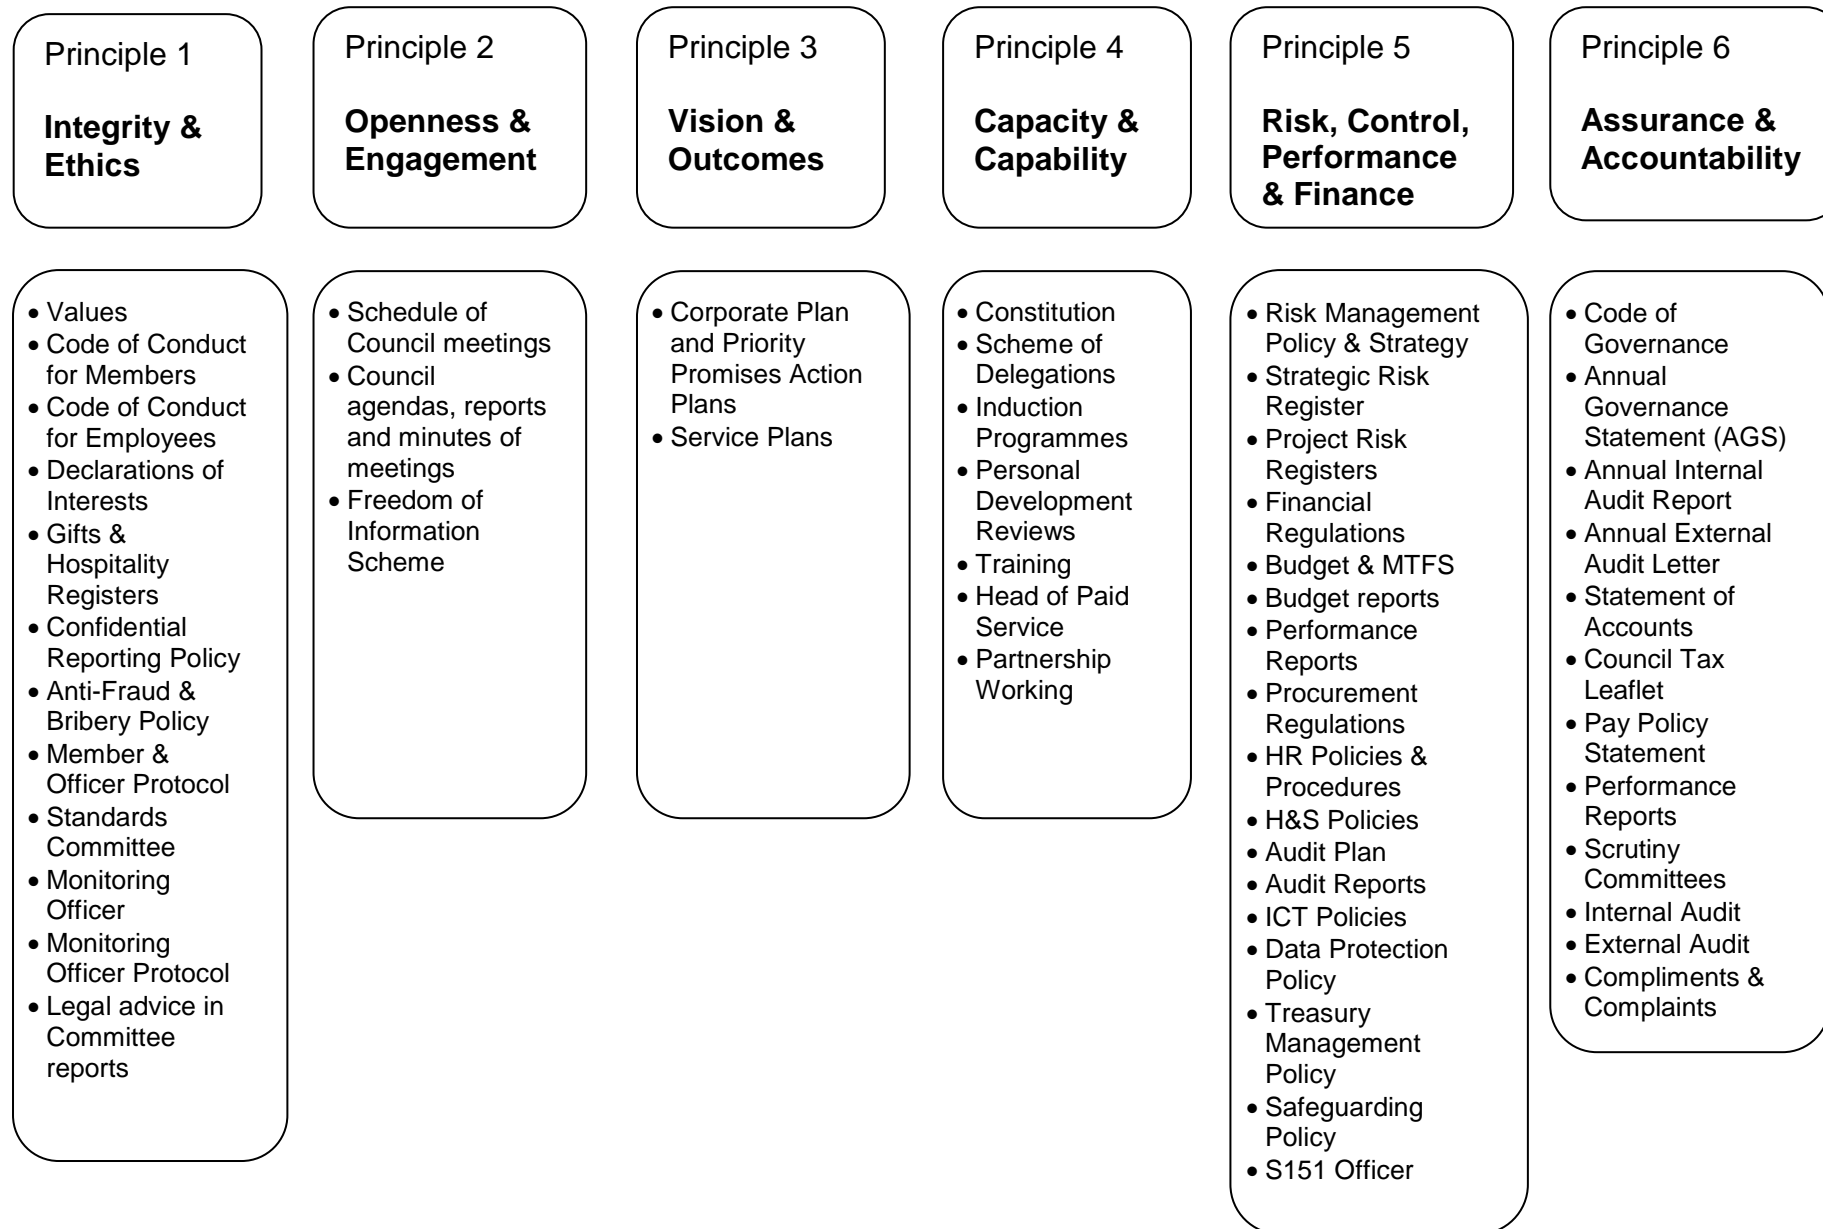 Principle 1
Integrity &
Ethics
Principle 2
Openness &
Engagement
Principle 3
Vision &
Outcomes
Principle 4
Capacity &
Capability
Principle 5
Risk, Control,
Performance
& Finance
Principle 6
Assurance &
Accountability
• Values
• Code of Conduct
for Members
• Code of Conduct
for Employees
• Declarations of
Interests
• Gifts &
Hospitality
Registers
• Confidential
Reporting Policy
• Anti-Fraud &
Bribery Policy
• Member &
Officer Protocol
• Standards
Committee
• Monitoring
Officer
• Monitoring
Officer Protocol
• Legal advice in
Committee
reports
• Schedule of
Council meetings
• Council
agendas, reports
and minutes of
meetings
• Freedom of
Information
Scheme
• Corporate Plan
and Priority
Promises Action
Plans
• Service Plans
• Constitution
• Scheme of
Delegations
• Induction
Programmes
• Personal
Development
Reviews
• Training
• Head of Paid
Service
• Partnership
Working
• Risk Management
Policy & Strategy
• Strategic Risk
Register
• Project Risk
Registers
• Financial
Regulations
• Budget & MTFS
• Budget reports
• Performance
Reports
• Procurement
Regulations
• HR Policies &
Procedures
• H&S Policies
• Audit Plan
• Audit Reports
• ICT Policies
• Data Protection
Policy
• Treasury
Management
Policy
• Safeguarding
Policy
• S151 Officer
• Code of
Governance
• Annual
Governance
Statement (AGS)
• Annual Internal
Audit Report
• Annual External
Audit Letter
• Statement of
Accounts
• Council Tax
Leaflet
• Pay Policy
Statement
• Performance
Reports
• Scrutiny
Committees
• Internal Audit
• External Audit
• Compliments &
Complaints